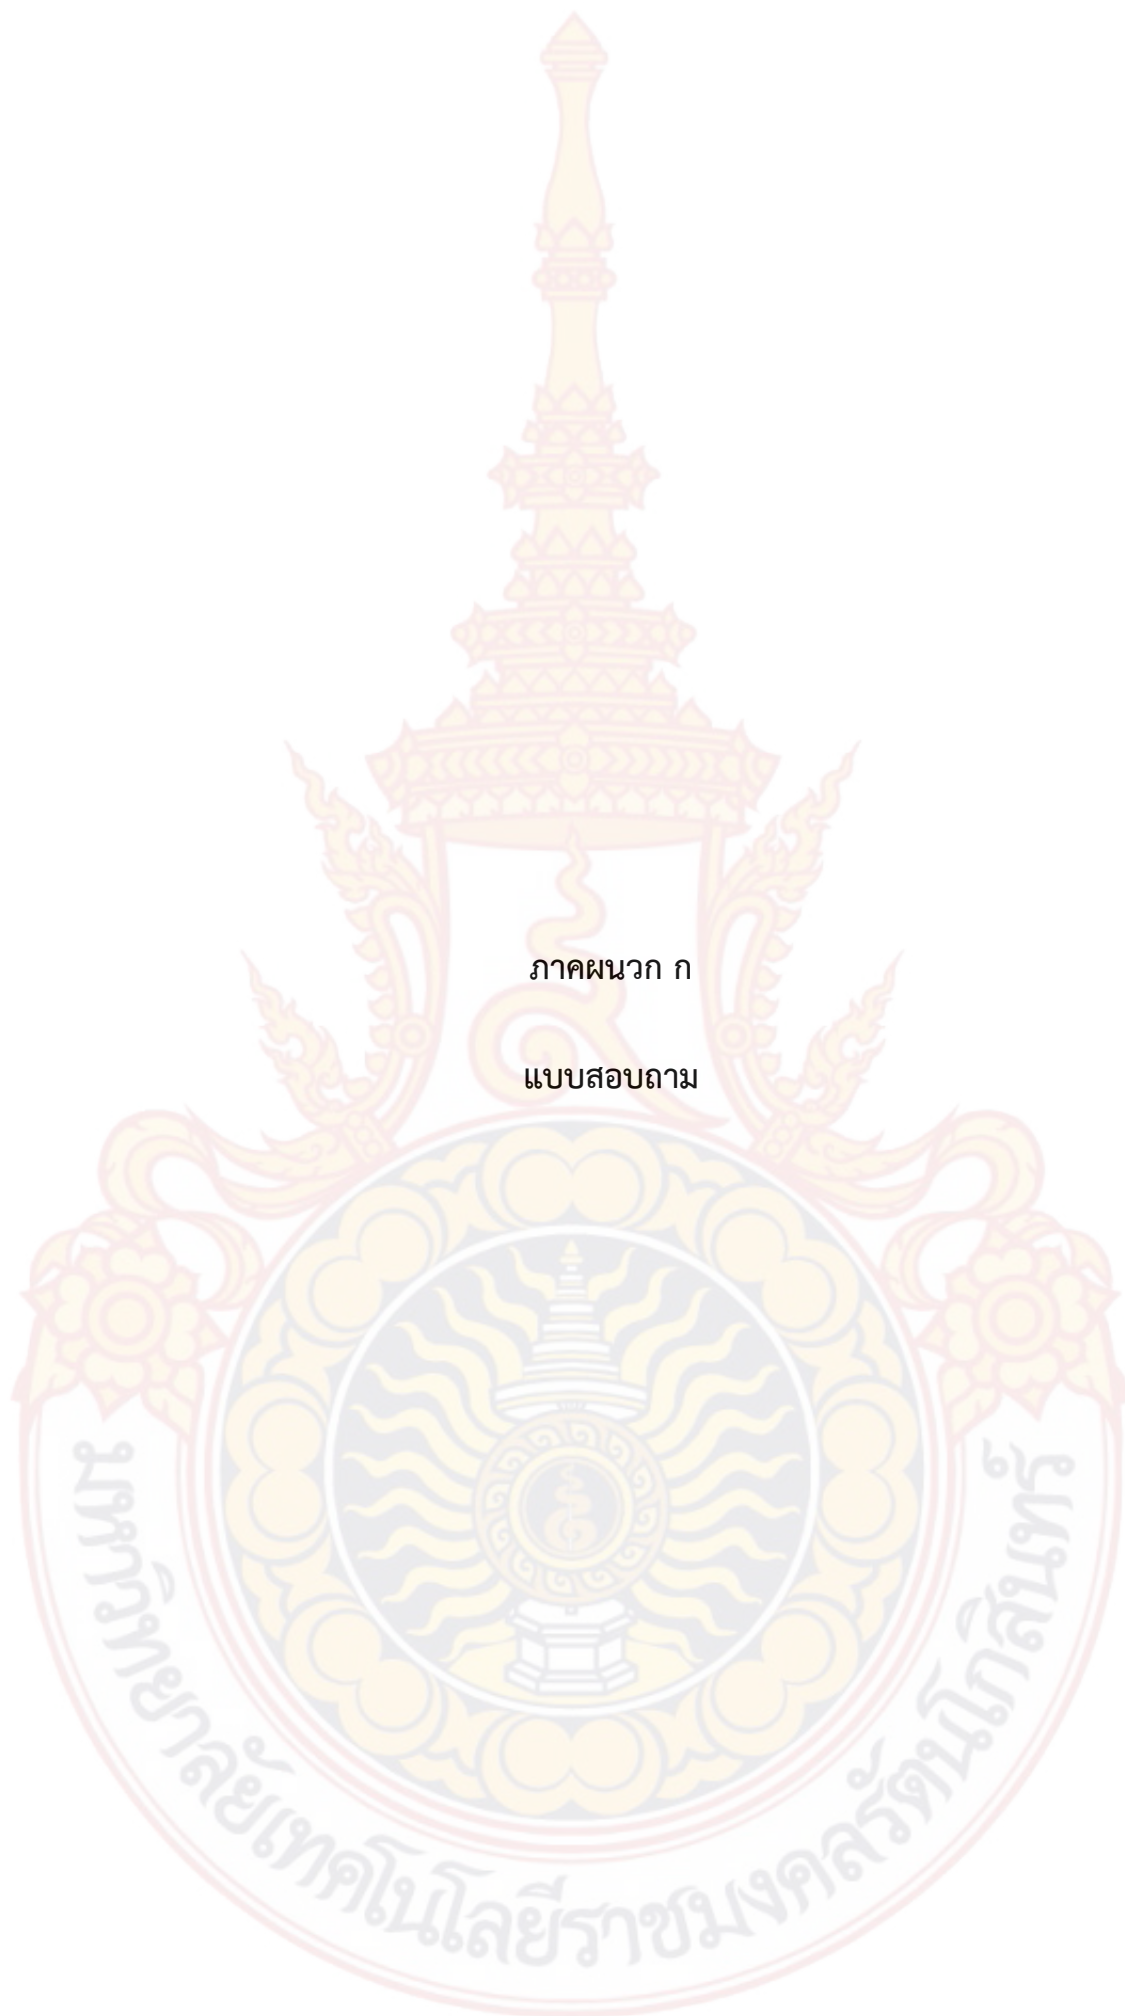 ภาคผนวก ก
แบบสอบถาม
มหาวิทยาลัยเทคโนโลยีราชมงคลรัตนโกสินทร์